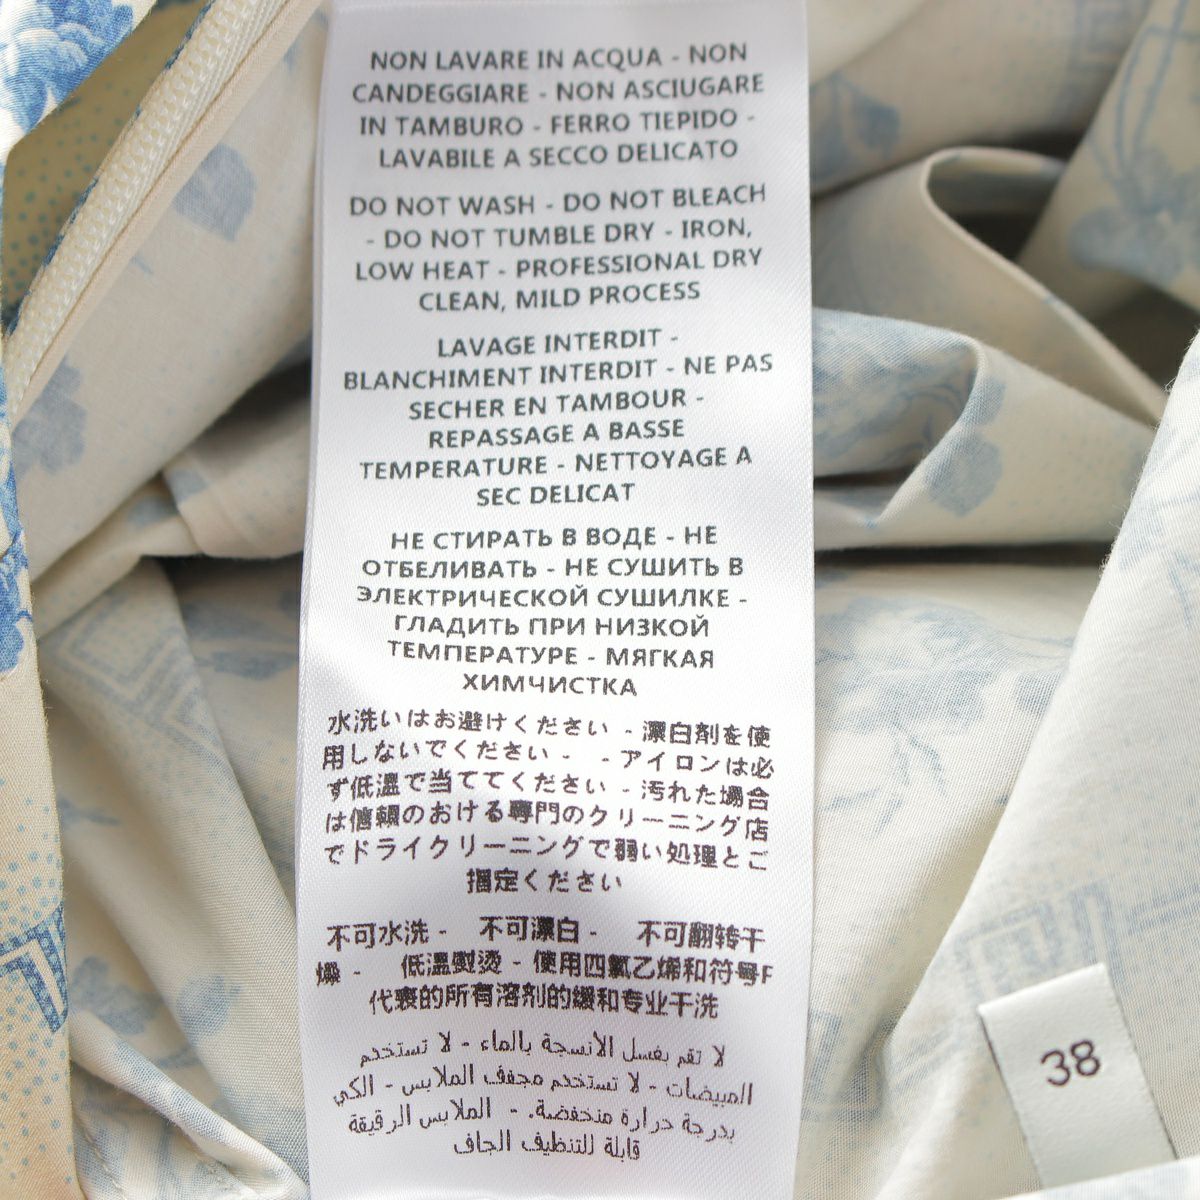 NON LAVARE IN ACQUA - NON
CANDEGGIARE - NON ASCIUGARE
IN TAMBURO - FERRO TIEPIDO -
LAVABILE A SECCO DELICATO
DO NOT WASH - DO NOT BLEACH
- DO NOT TUMBLE DRY - IRON,
LOW HEAT - PROFESSIONAL DRY
CLEAN, MILD PROCESS
LAVAGE INTERDIT -
BLANCHIMENT INTERDIT - NE PAS
SECHER EN TAMBOUR -
REPASSAGE A BASSE
TEMPERATURE - NETTOYAGE A
SEC DELICAT
НЕ СТИРАТЬ В ВОДЕ - НЕ
ОТБЕЛИВАТЬ - НЕ СУШИТЬ В
ЭЛЕКТРИЧЕСКОЙ СУШИЛКЕ -
ГЛАДИТЬ ПРИ НИЗКОЙ
ТЕМПЕРАТУРЕ - МЯГКАЯ
ХИМЧИСТКА
水洗いはお避けください - 漂白剤を使
用しないでください - - アイロンは必
ず低温で当ててください - 汚れた場合
は信頼のおける専門のクリーニング店
でドライクリーニングで弱い処理とご
指定ください
不可水洗 - 不可漂白 - 不可翻转干
燥 - 低温熨烫 - 使用四氯乙烯和符号F
代表的所有溶剂的缓和专业干洗
لا تقم بغسل الأنسجة بالماء - لا تستخدم
المبيضات - لا تستخدم مجفف الملابس - الكي
بدرجة حرارة منخفضة. - الملابس الرقيقة
قابلة للتنظيف الجاف
38